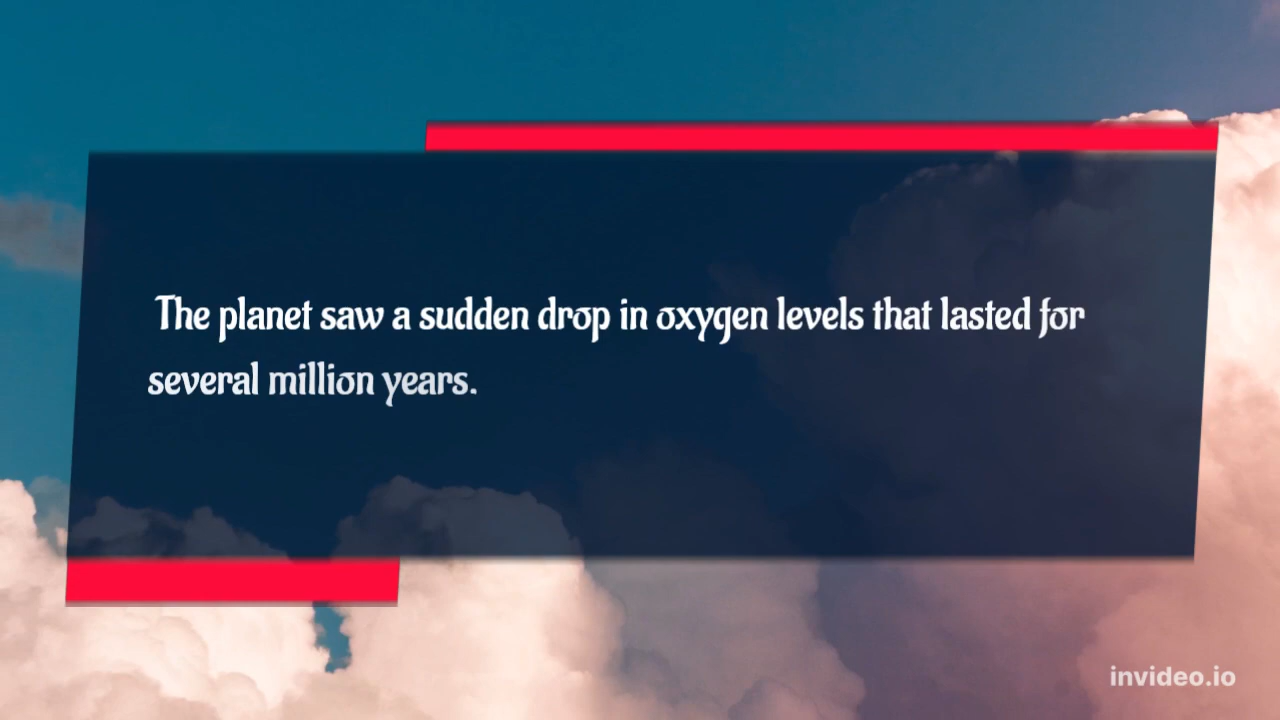 The planet saw a sudden drop in oxygen levels that lasted for
several million years.
invideo.io